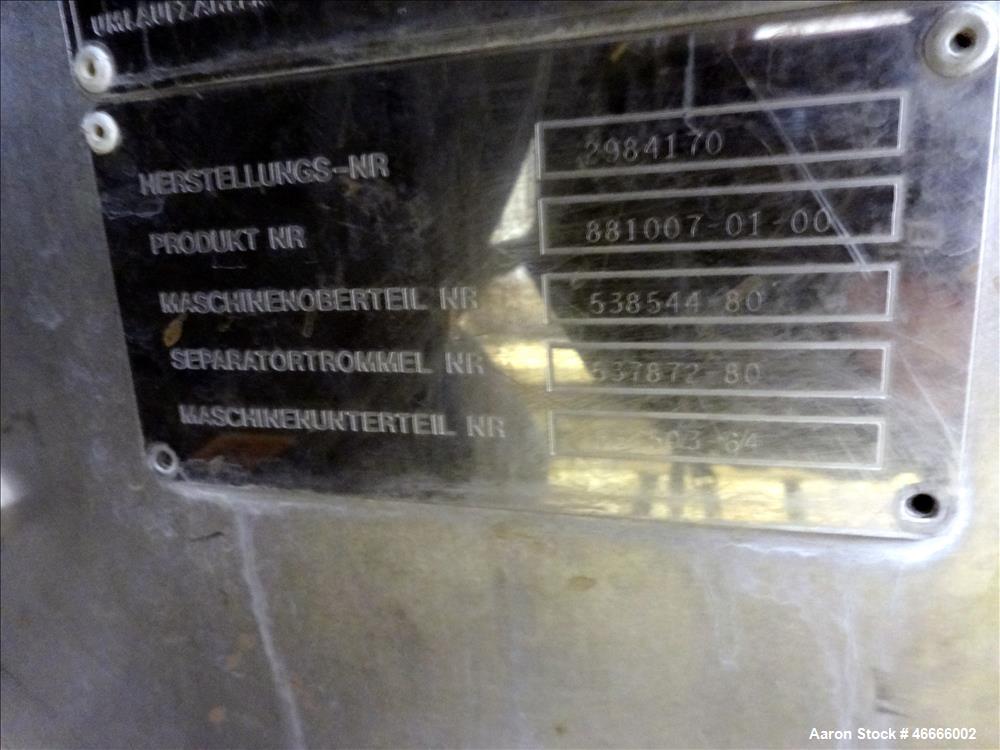 HERSTELLUNGS-NR 2984170
PRODUKT NR 881007-01-00
MASCHINENOBERTEIL NR 538544-80
SEPARATORTROMMEL NR 537872-80
MASCHINENUNTERTEIL NR
Aaron Stock # 46666002